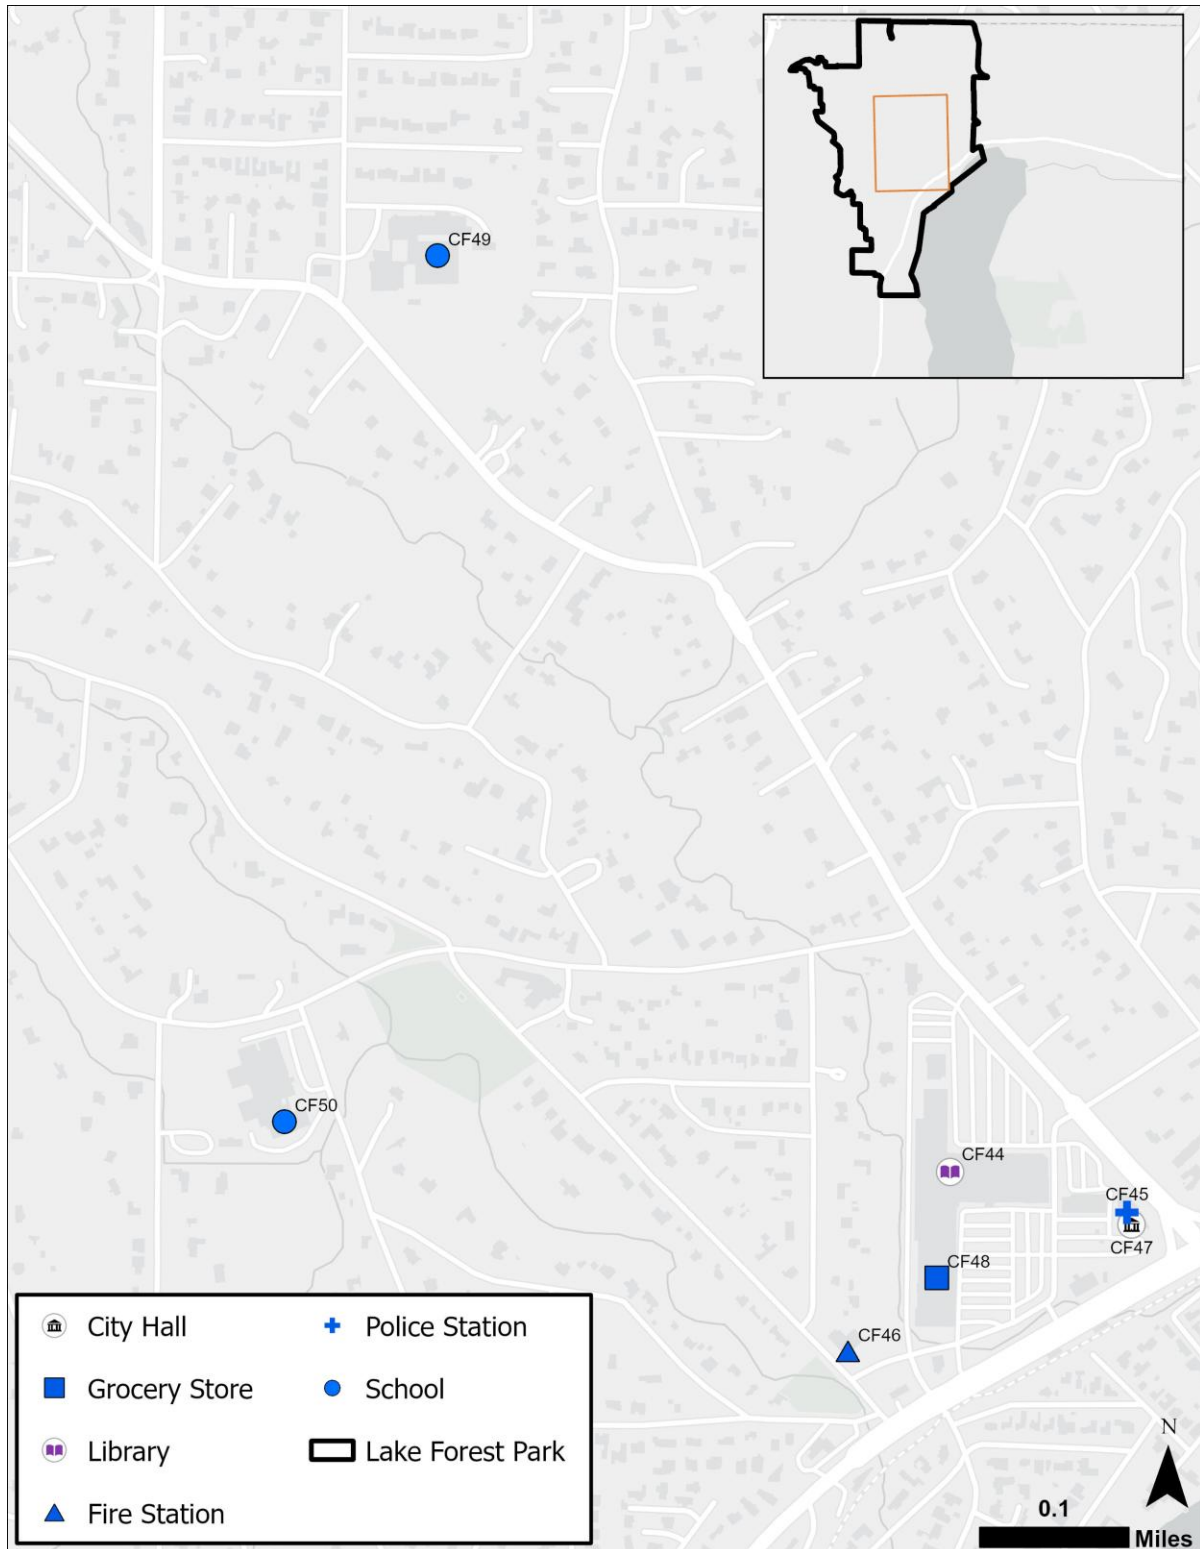 CF49
CF50
CF44
CF45
CF47
CF48
CF46
City Hall
Police Station
Grocery Store
School
Library
Lake Forest Park
Fire Station
N
0.1
Miles